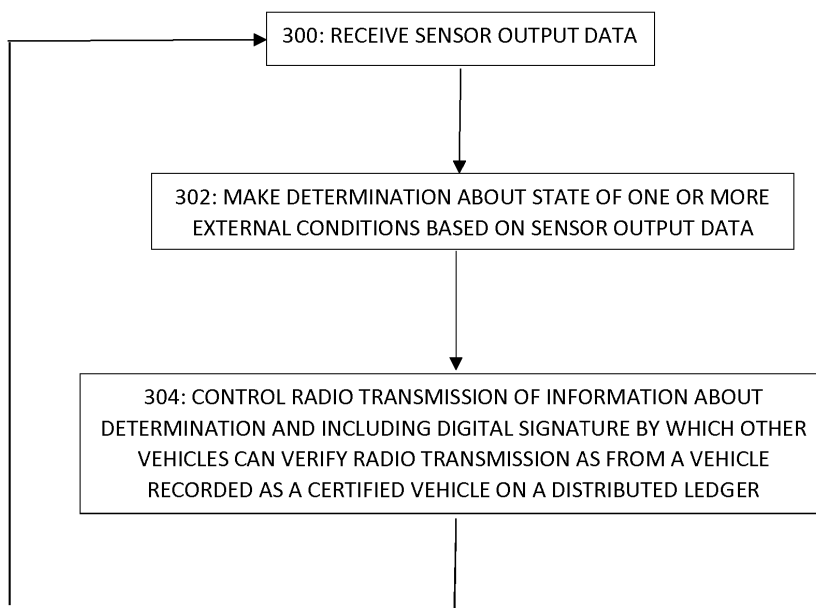 300: RECEIVE SENSOR OUTPUT DATA
302: MAKE DETERMINATION ABOUT STATE OF ONE OR MORE
EXTERNAL CONDITIONS BASED ON SENSOR OUTPUT DATA
304: CONTROL RADIO TRANSMISSION OF INFORMATION ABOUT
DETERMINATION AND INCLUDING DIGITAL SIGNATURE BY WHICH OTHER
VEHICLES CAN VERIFY RADIO TRANSMISSION AS FROM A VEHICLE
RECORDED AS A CERTIFIED VEHICLE ON A DISTRIBUTED LEDGER